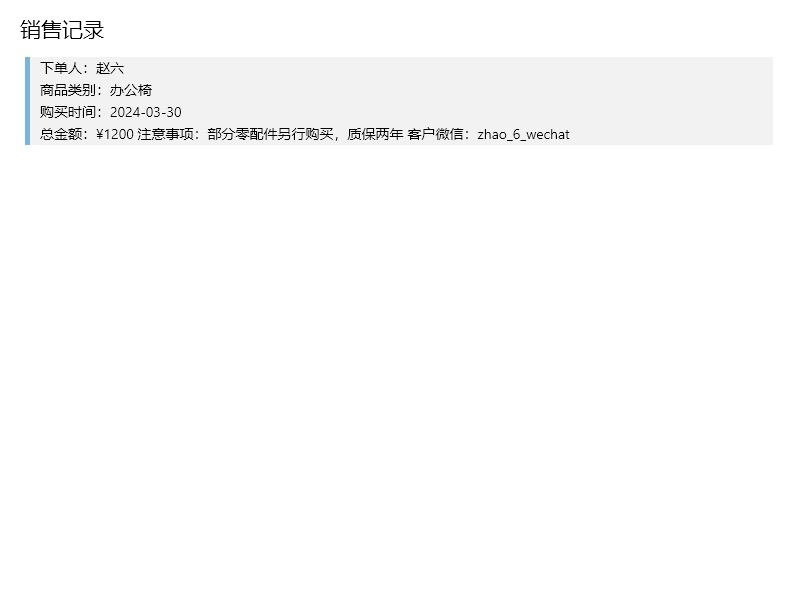 销售记录
下单人：赵六
商品类别：办公椅
购买时间：2024-03-30
总金额：¥1200 注意事项：部分零配件另行购买，质保两年 客户微信：zhao_6_wechat